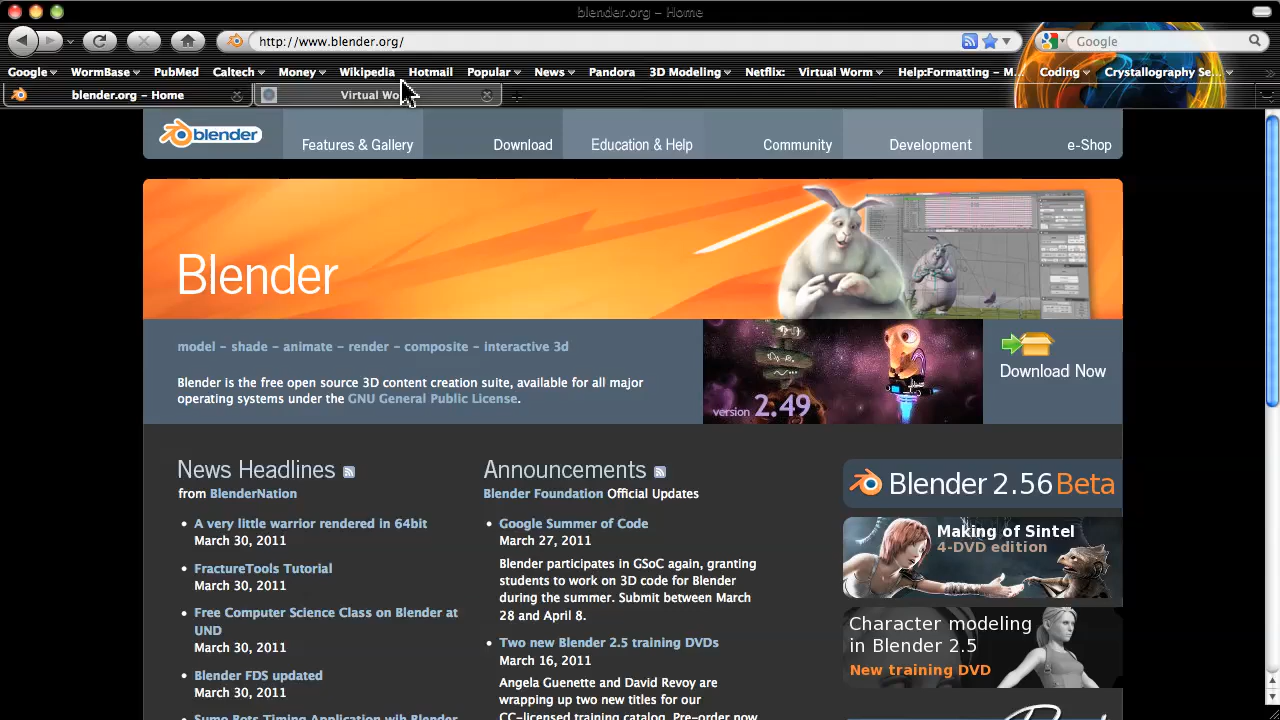 blender.org – Home
http://www.blender.org/
Google
Google WormBase PubMed Caltech Money Wikipedia Hotmail Popular News Pandora 3D Modeling Netflix: Virtual Worm Help:Formatting – M... Coding Crystallography Se...
blender.org – Home
Virtual
blender
Features & Gallery
Download
Education & Help
Community
Development
e-Shop
Blender
model – shade – animate – render – composite – interactive 3d
Blender is the free open source 3D content creation suite, available for all major
operating systems under the GNU General Public License.
version 2.49
Download Now
News Headlines
from BlenderNation
• A very little warrior rendered in 64bit
March 30, 2011
• FractureTools Tutorial
March 30, 2011
• Free Computer Science Class on Blender at
UND
March 30, 2011
• Blender FDS updated
March 30, 2011
Sumo Bots Timing Application wih Blender
Announcements
Blender Foundation Official Updates
• Google Summer of Code
March 27, 2011
Blender participates in GSoC again, granting
students to work on 3D code for Blender
during the summer. Submit between March
28 and April 8.
• Two new Blender 2.5 training DVDs
March 16, 2011
Angela Guenette and David Revoy are
wrapping up two new titles for our
CC-licensed training catalog. Pre-order now
Blender 2.56 Beta
Making of Sintel
4-DVD edition
Character modeling
in Blender 2.5
New training DVD